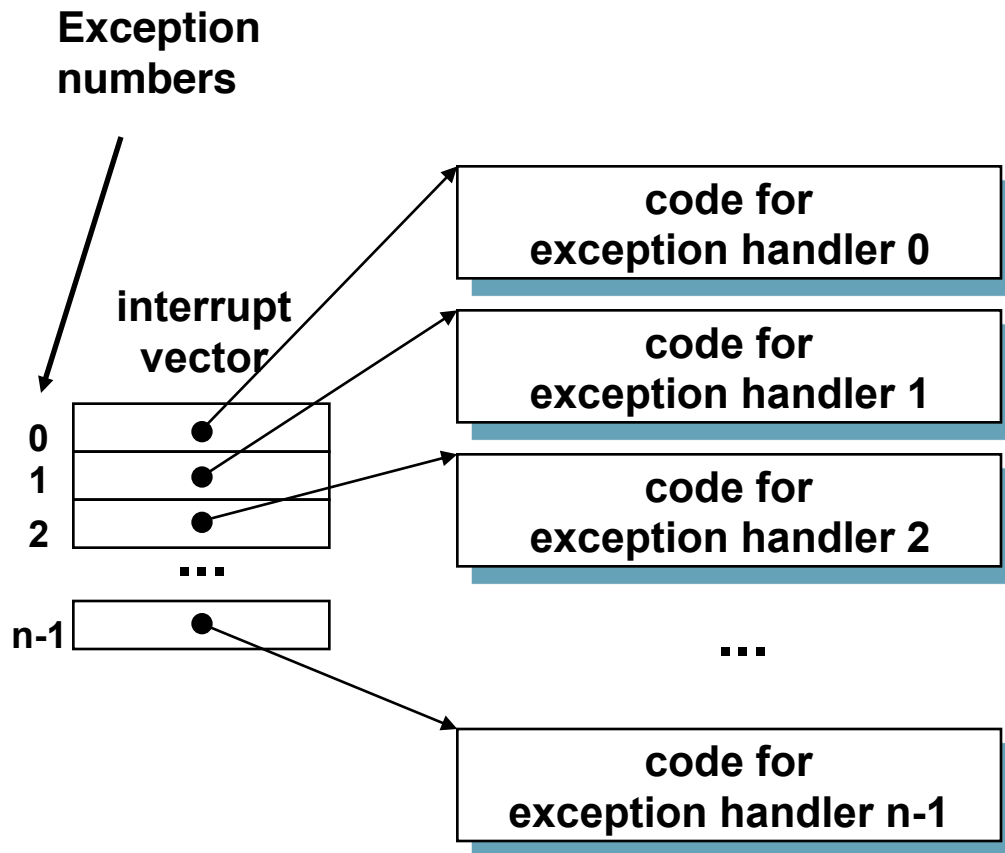 Exception
numbers
code for
exception handler 0
interrupt
vector
code for
exception handler 1
0
1
2
...
n-1
code for
exception handler 2
...
code for
exception handler n-1